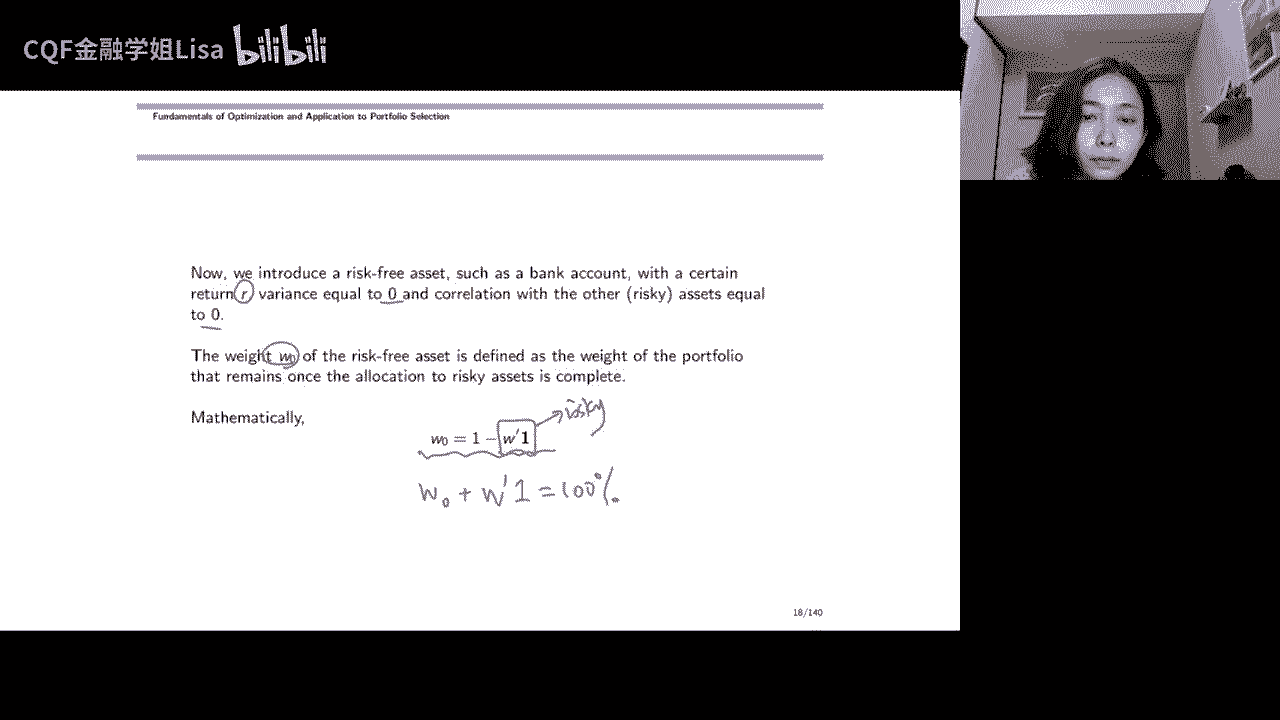 CQF金融学姐Lisa bilibili
Fundamentals of Optimization and Application to Portfolio Selection
Now, we introduce a risk-free asset, such as a bank account, with a certain
return r variance equal to 0 and correlation with the other (risky) assets equal
to 0.
The weight w₀ of the risk-free asset is defined as the weight of the portfolio
that remains once the allocation to risky assets is complete.
Mathematically,
risky
w₀ = 1 − w′1
w₀ + w′1 = 100%
18/140